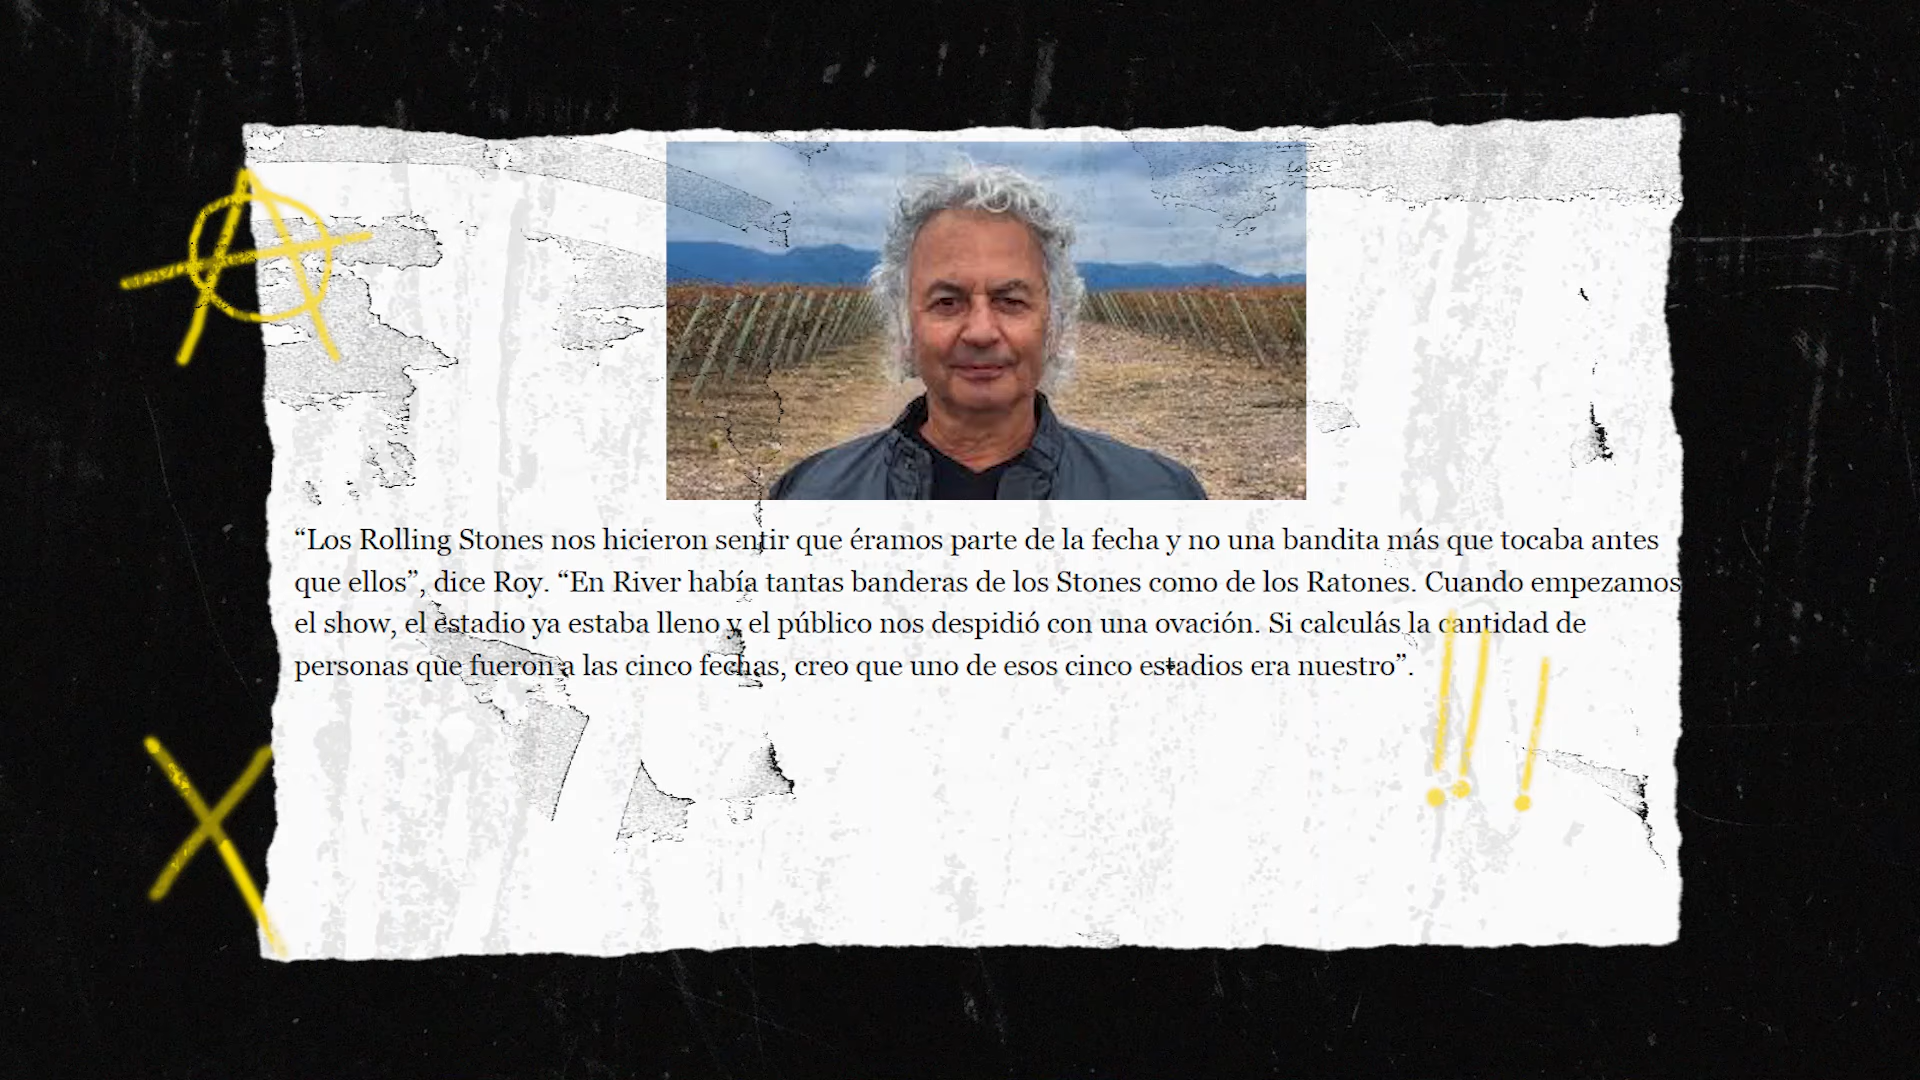 “Los Rolling Stones nos hicieron sentir que éramos parte de la fecha y no una bandita más que tocaba antes
que ellos”, dice Roy. “En River había tantas banderas de los Stones como de los Ratones. Cuando empezamos
el show, el estadio ya estaba lleno y el público nos despidió con una ovación. Si calculás la cantidad de
personas que fueron a las cinco fechas, creo que uno de esos cinco estadios era nuestro”.